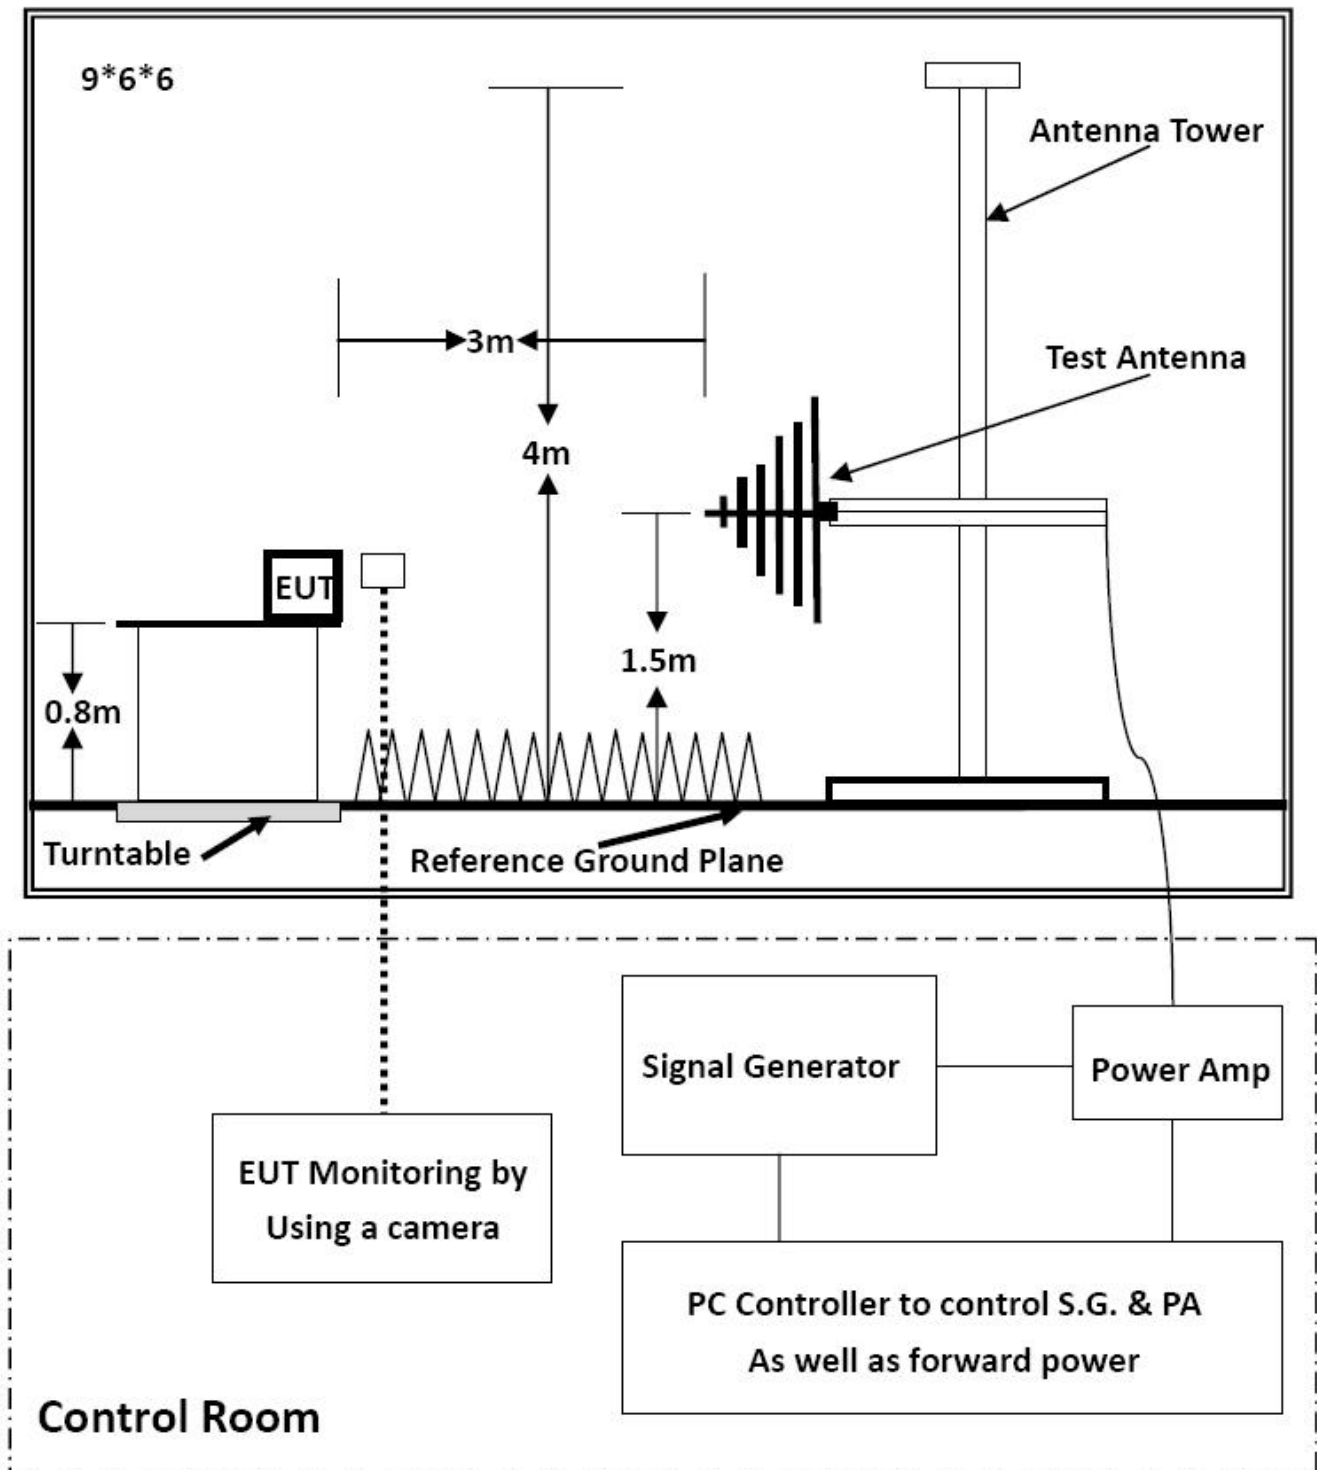 9*6*6
Antenna Tower
3m
Test Antenna
4m
EUT
1.5m
0.8m
Turntable
Reference Ground Plane
Signal Generator
Power Amp
EUT Monitoring by
Using a camera
PC Controller to control S.G. & PA
As well as forward power
Control Room